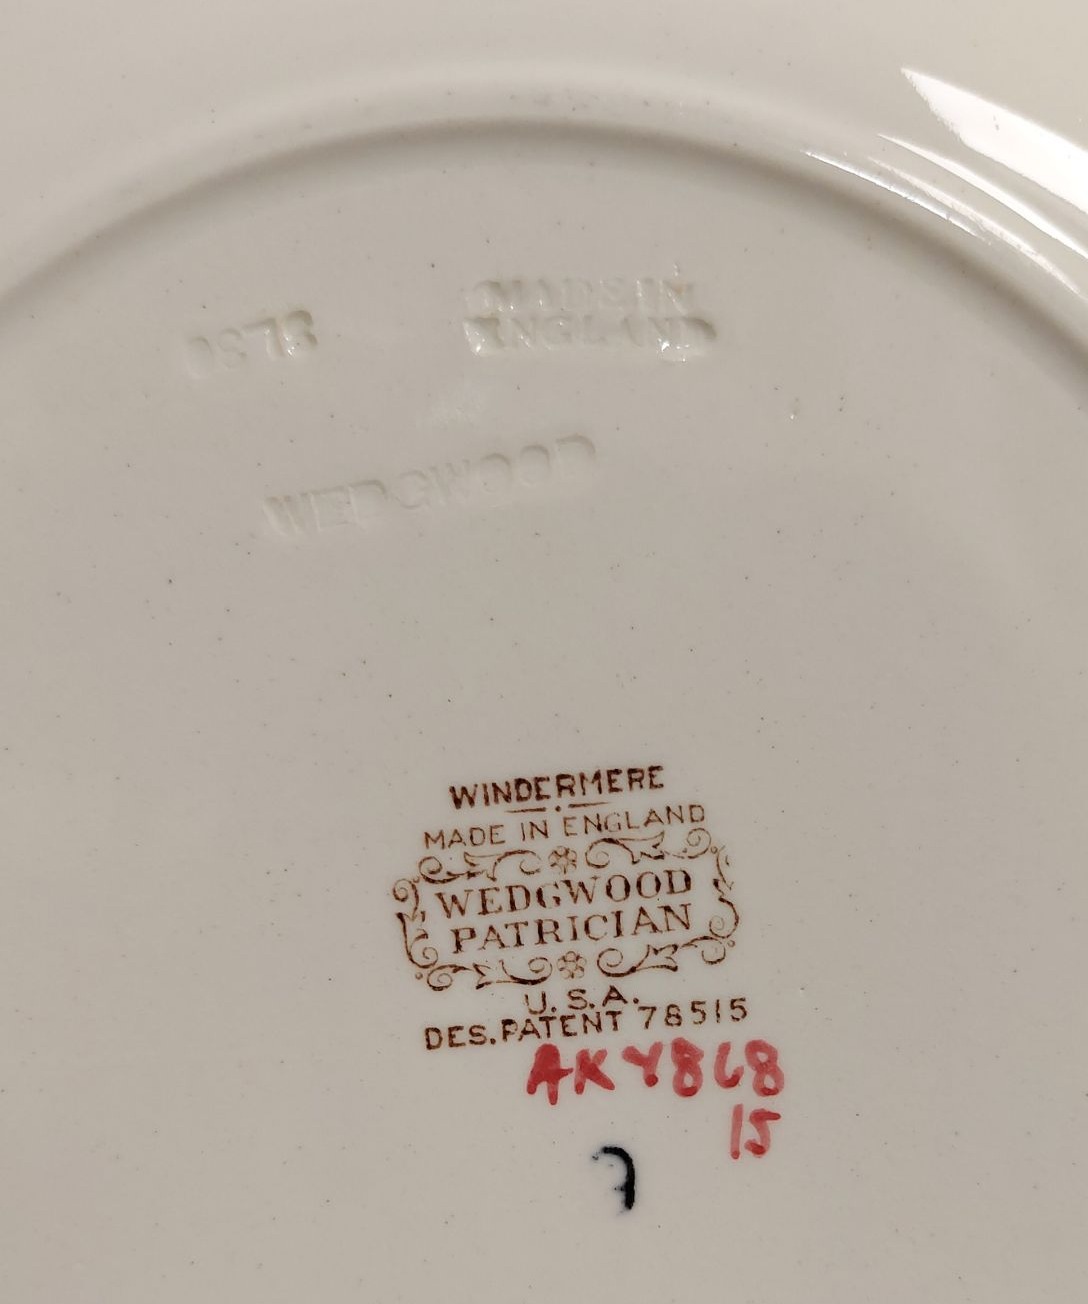 MADE IN
ENGLAND
WEDGWOOD
WINDERMERE
MADE IN ENGLAND
WEDGWOOD
PATRICIAN
U.S.A.
DES. PATENT 78515
AKY868
15